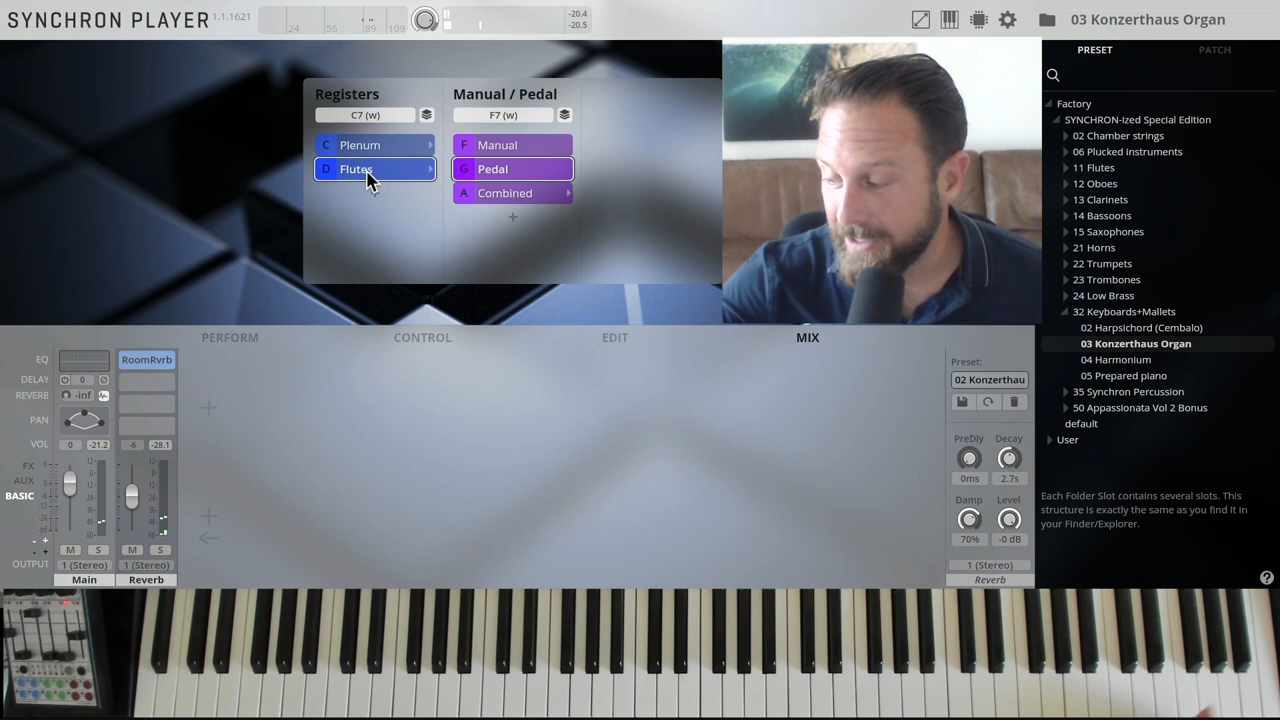 SYNCHRON PLAYER 1.1.1621
24 56 89 109
-20.4
-20.5
03 Konzerthaus Organ
PRESET PATCH
Registers
C7 (w)
C Plenum
D Flutes
Manual / Pedal
F7 (w)
F Manual
G Pedal
A Combined
+
Factory
SYNCHRON-ized Special Edition
02 Chamber strings
06 Plucked Instruments
11 Flutes
12 Oboes
13 Clarinets
14 Bassoons
15 Saxophones
21 Horns
22 Trumpets
23 Trombones
24 Low Brass
32 Keyboards+Mallets
02 Harpsichord (Cembalo)
03 Konzerthaus Organ
04 Harmonium
05 Prepared piano
35 Synchron Percussion
50 Appassionata Vol 2 Bonus
default
User
Each Folder Slot contains several slots. This
structure is exactly the same as you find it in
your Finder/Explorer.
?
PERFORM CONTROL EDIT MIX
EQ RoomRvrb
DELAY 0
REVERB -inf
PAN
VOL 0 -21.2 -6 -28.1
FX
AUX
BASIC
M S M S
OUTPUT 1 (Stereo) 1 (Stereo)
Main Reverb
Preset:
02 Konzerthau
PreDly Decay
0ms 2.7s
Damp Level
70% -0 dB
1 (Stereo)
Reverb